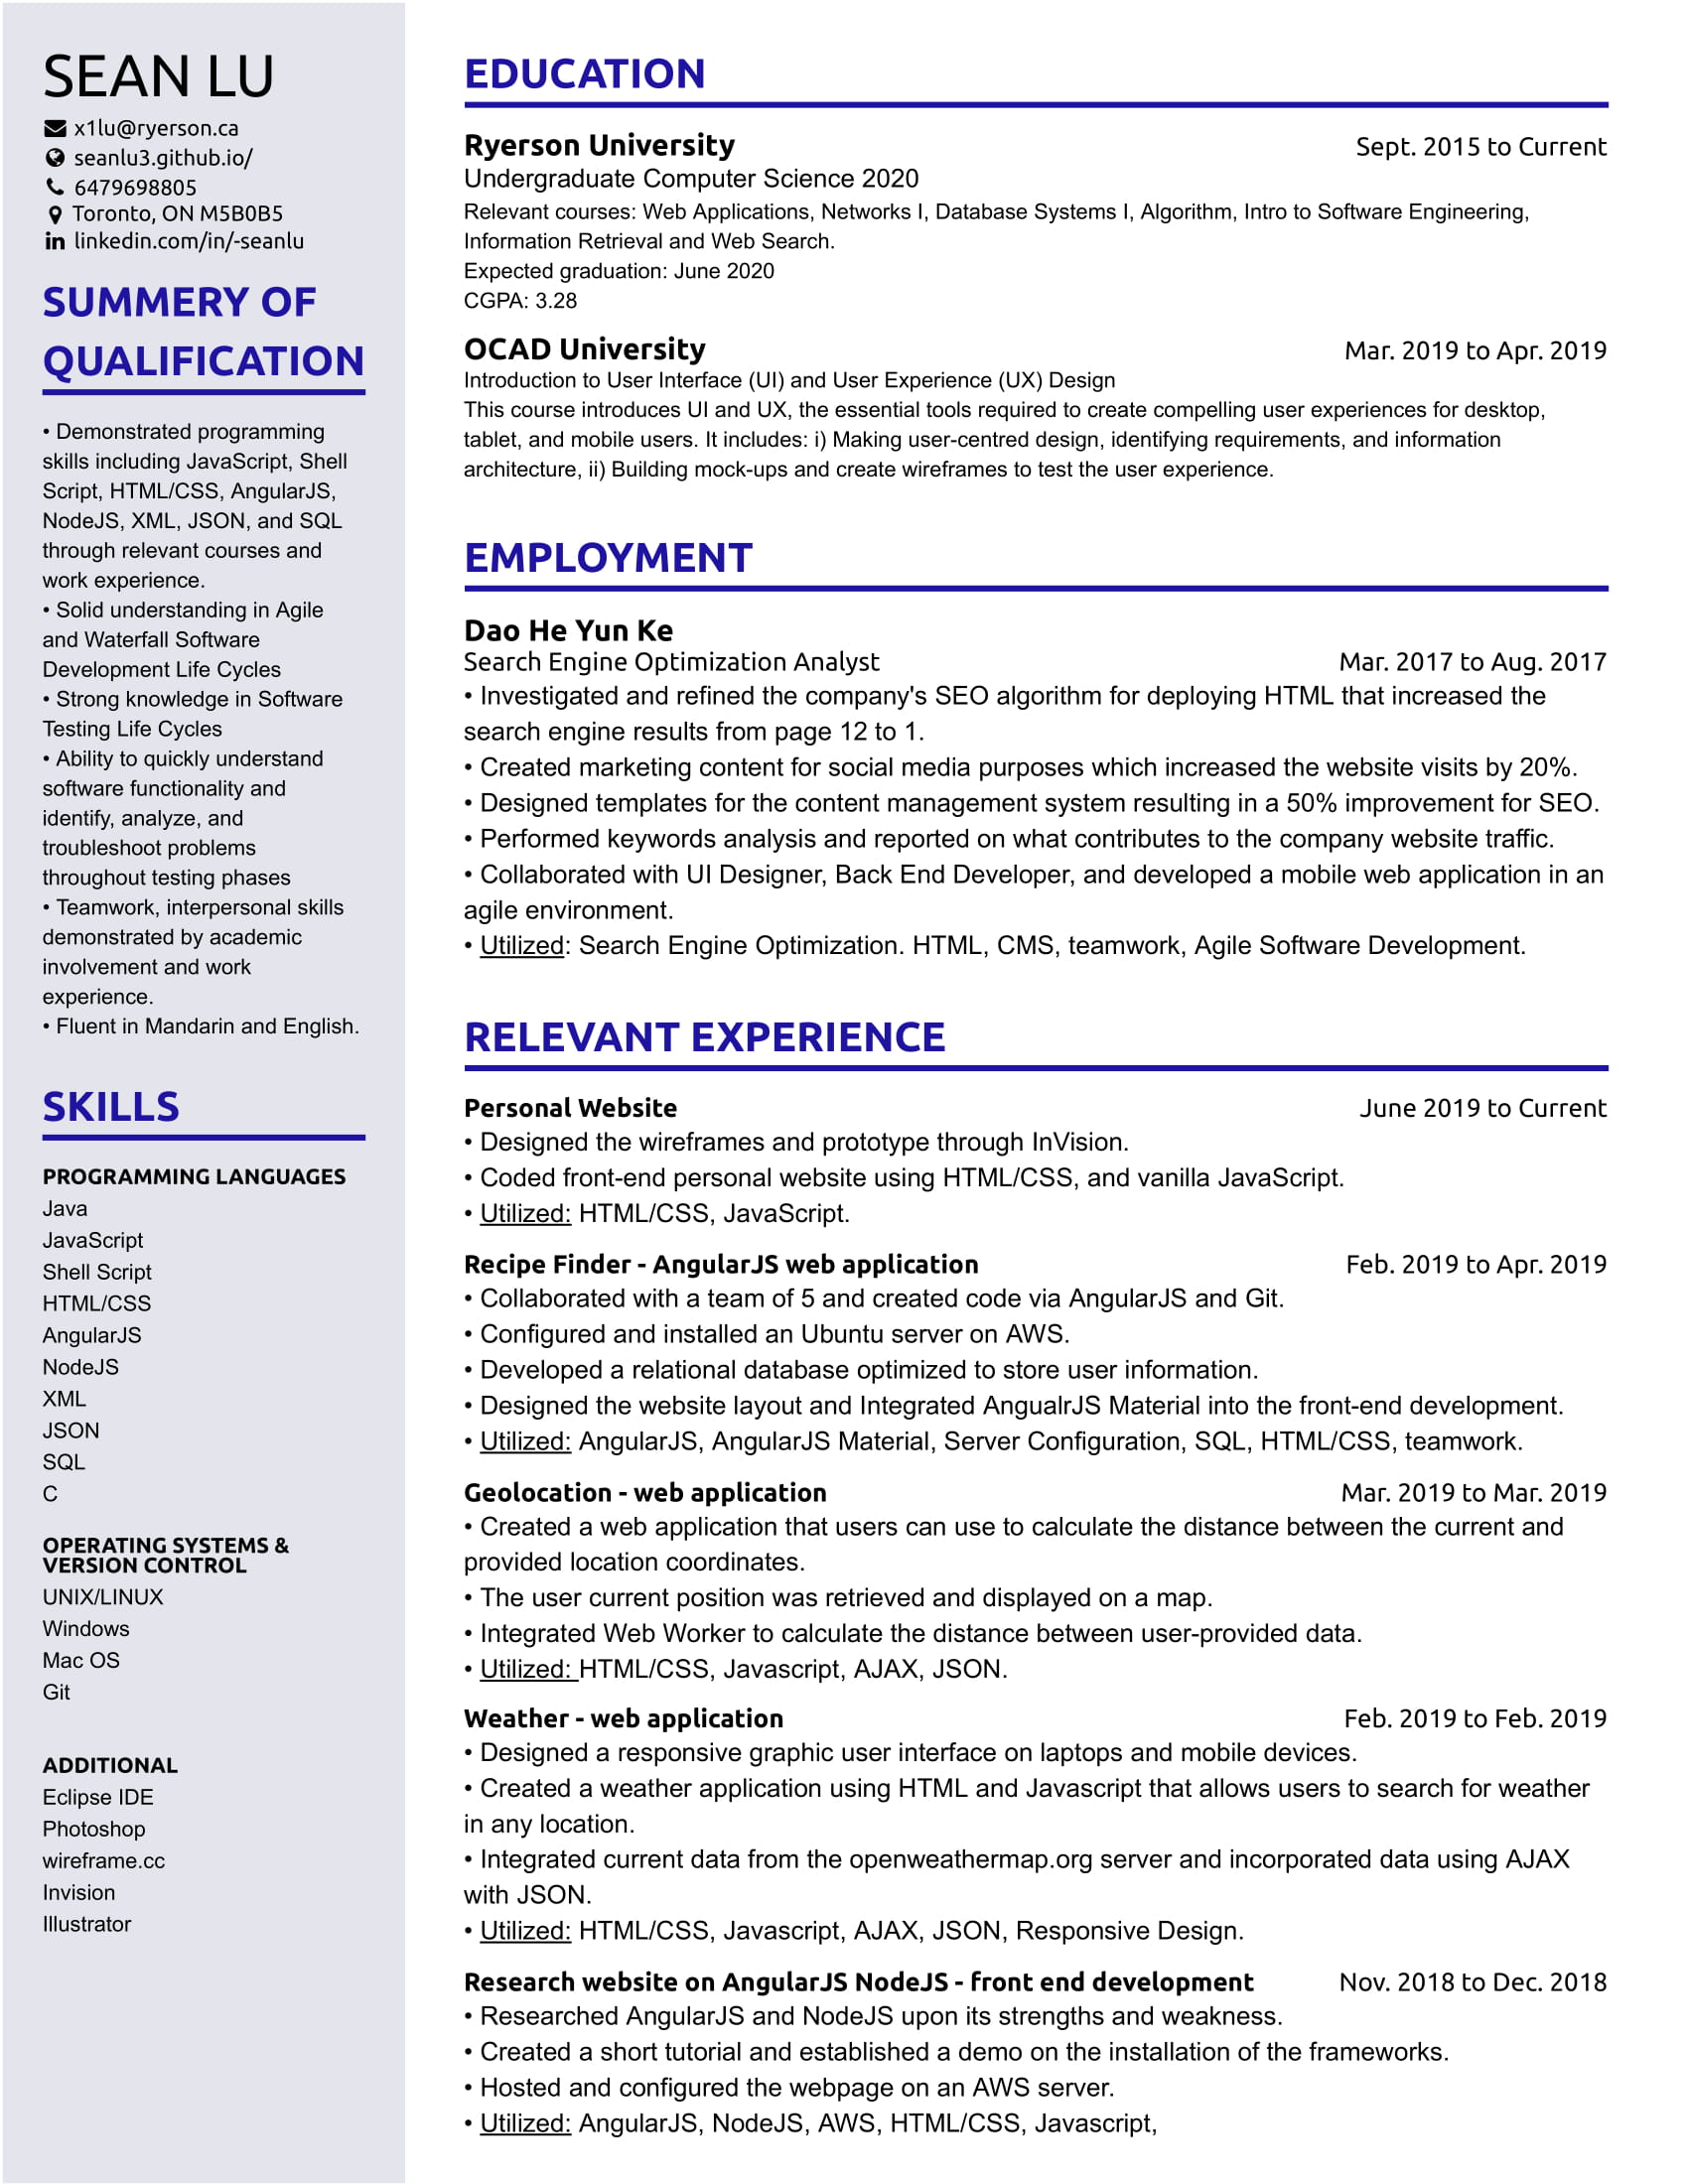 SEAN LU
x1lu@ryerson.ca
seanlu3.github.io/
6479698805
Toronto, ON M5B0B5
linkedin.com/in/-seanlu
SUMMERY OF
QUALIFICATION
• Demonstrated programming
skills including JavaScript, Shell
Script, HTML/CSS, AngularJS,
NodeJS, XML, JSON, and SQL
through relevant courses and
work experience.
• Solid understanding in Agile
and Waterfall Software
Development Life Cycles
• Strong knowledge in Software
Testing Life Cycles
• Ability to quickly understand
software functionality and
identify, analyze, and
troubleshoot problems
throughout testing phases
• Teamwork, interpersonal skills
demonstrated by academic
involvement and work
experience.
• Fluent in Mandarin and English.
SKILLS
PROGRAMMING LANGUAGES
Java
JavaScript
Shell Script
HTML/CSS
AngularJS
NodeJS
XML
JSON
SQL
C
OPERATING SYSTEMS &
VERSION CONTROL
UNIX/LINUX
Windows
Mac OS
Git
ADDITIONAL
Eclipse IDE
Photoshop
wireframe.cc
Invision
Illustrator
EDUCATION
Ryerson University Sept. 2015 to Current
Undergraduate Computer Science 2020
Relevant courses: Web Applications, Networks I, Database Systems I, Algorithm, Intro to Software Engineering,
Information Retrieval and Web Search.
Expected graduation: June 2020
CGPA: 3.28
OCAD University Mar. 2019 to Apr. 2019
Introduction to User Interface (UI) and User Experience (UX) Design
This course introduces UI and UX, the essential tools required to create compelling user experiences for desktop,
tablet, and mobile users. It includes: i) Making user-centred design, identifying requirements, and information
architecture, ii) Building mock-ups and create wireframes to test the user experience.
EMPLOYMENT
Dao He Yun Ke
Search Engine Optimization Analyst Mar. 2017 to Aug. 2017
• Investigated and refined the company's SEO algorithm for deploying HTML that increased the
search engine results from page 12 to 1.
• Created marketing content for social media purposes which increased the website visits by 20%.
• Designed templates for the content management system resulting in a 50% improvement for SEO.
• Performed keywords analysis and reported on what contributes to the company website traffic.
• Collaborated with UI Designer, Back End Developer, and developed a mobile web application in an
agile environment.
• Utilized: Search Engine Optimization. HTML, CMS, teamwork, Agile Software Development.
RELEVANT EXPERIENCE
Personal Website June 2019 to Current
• Designed the wireframes and prototype through InVision.
• Coded front-end personal website using HTML/CSS, and vanilla JavaScript.
• Utilized: HTML/CSS, JavaScript.
Recipe Finder - AngularJS web application Feb. 2019 to Apr. 2019
• Collaborated with a team of 5 and created code via AngularJS and Git.
• Configured and installed an Ubuntu server on AWS.
• Developed a relational database optimized to store user information.
• Designed the website layout and Integrated AngualrJS Material into the front-end development.
• Utilized: AngularJS, AngularJS Material, Server Configuration, SQL, HTML/CSS, teamwork.
Geolocation - web application Mar. 2019 to Mar. 2019
• Created a web application that users can use to calculate the distance between the current and
provided location coordinates.
• The user current position was retrieved and displayed on a map.
• Integrated Web Worker to calculate the distance between user-provided data.
• Utilized: HTML/CSS, Javascript, AJAX, JSON.
Weather - web application Feb. 2019 to Feb. 2019
• Designed a responsive graphic user interface on laptops and mobile devices.
• Created a weather application using HTML and Javascript that allows users to search for weather
in any location.
• Integrated current data from the openweathermap.org server and incorporated data using AJAX
with JSON.
• Utilized: HTML/CSS, Javascript, AJAX, JSON, Responsive Design.
Research website on AngularJS NodeJS - front end development Nov. 2018 to Dec. 2018
• Researched AngularJS and NodeJS upon its strengths and weakness.
• Created a short tutorial and established a demo on the installation of the frameworks.
• Hosted and configured the webpage on an AWS server.
• Utilized: AngularJS, NodeJS, AWS, HTML/CSS, Javascript,